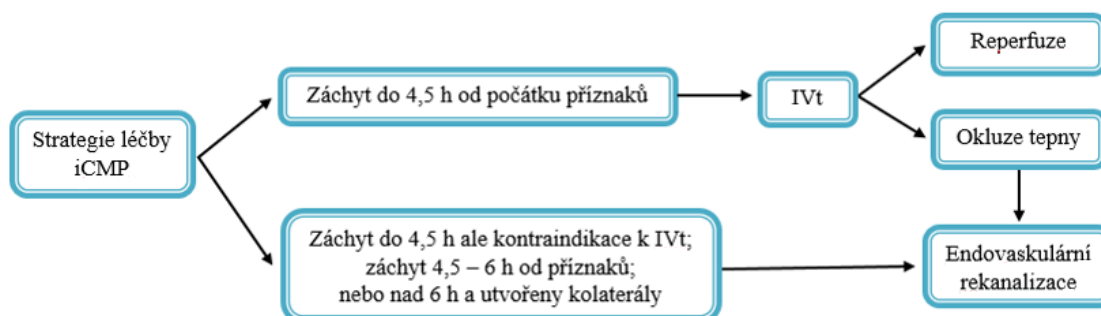 Strategie léčby
iCMP
Záchyt do 4,5 h od počátku příznaků
IVt
Reperfuze
Okluze tepny
Záchyt do 4,5 h ale kontraindikace k IVt;
záchyt 4,5 – 6 h od příznaků;
nebo nad 6 h a utvořeny kolaterály
Endovaskulární
rekanalizace